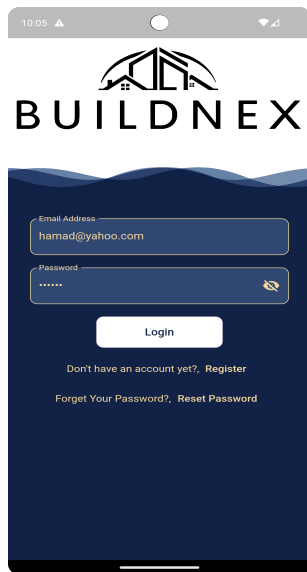 10:05
BUILDNEX
Email Address
hamad@yahoo.com
Password
••••••
Login
Don't have an account yet?, Register
Forget Your Password?, Reset Password